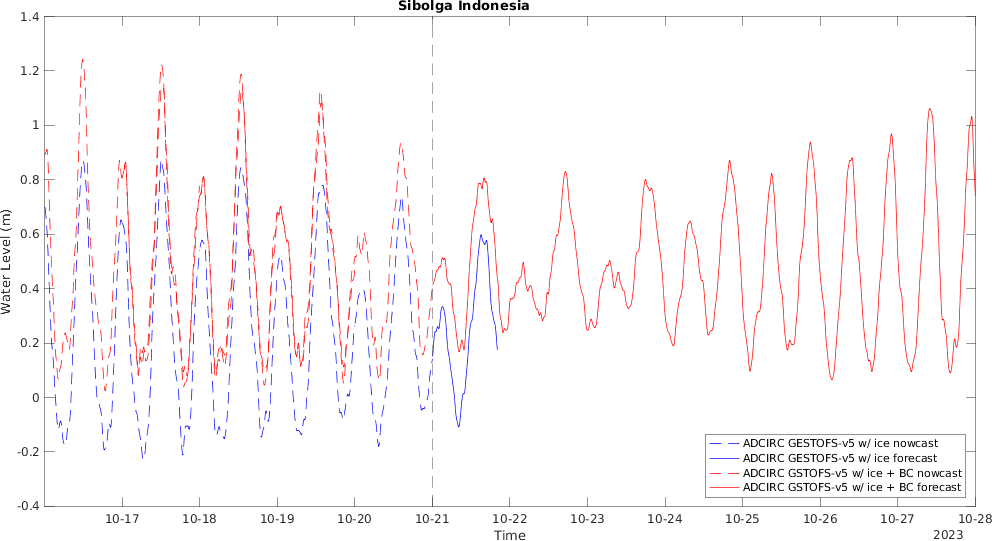 Sibolga Indonesia
1.4
1.2
1
0.8
0.6
0.4
0.2
0
-0.2
-0.4
Water Level (m)
10-17 10-18 10-19 10-20 10-21 10-22 10-23 10-24 10-25 10-26 10-27 10-28
Time
2023
ADCIRC GESTOFS-v5 w/ ice nowcast
ADCIRC GESTOFS-v5 w/ ice forecast
ADCIRC GSTOFS-v5 w/ ice + BC nowcast
ADCIRC GSTOFS-v5 w/ ice + BC forecast